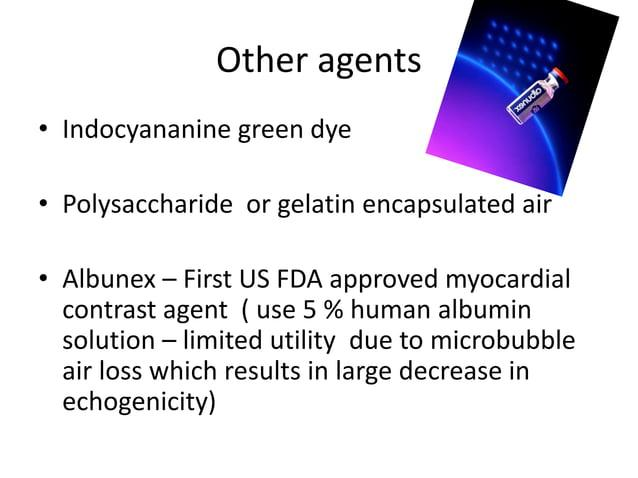 Other agents
• Indocyananine green dye
• Polysaccharide or gelatin encapsulated air
• Albunex – First US FDA approved myocardial
contrast agent ( use 5 % human albumin
solution – limited utility due to microbubble
air loss which results in large decrease in
echogenicity)